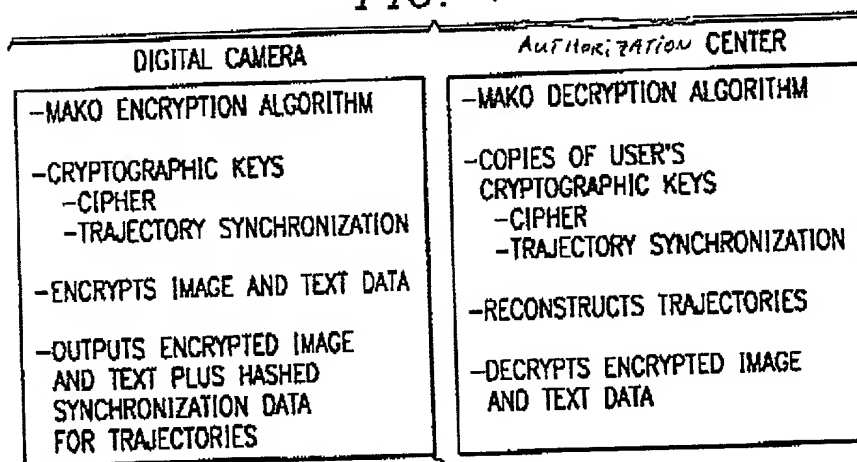 FIG.
DIGITAL CAMERA
-MAKO ENCRYPTION ALGORITHM
-CRYPTOGRAPHIC KEYS
-CIPHER
-TRAJECTORY SYNCHRONIZATION
-ENCRYPTS IMAGE AND TEXT DATA
-OUTPUTS ENCRYPTED IMAGE
AND TEXT PLUS HASHED
SYNCHRONIZATION DATA
FOR TRAJECTORIES
AUTHORiZATION CENTER
-MAKO DECRYPTION ALGORITHM
-COPIES OF USER'S
CRYPTOGRAPHIC KEYS
-CIPHER
-TRAJECTORY SYNCHRONIZATION
-RECONSTRUCTS TRAJECTORIES
-DECRYPTS ENCRYPTED IMAGE
AND TEXT DATA